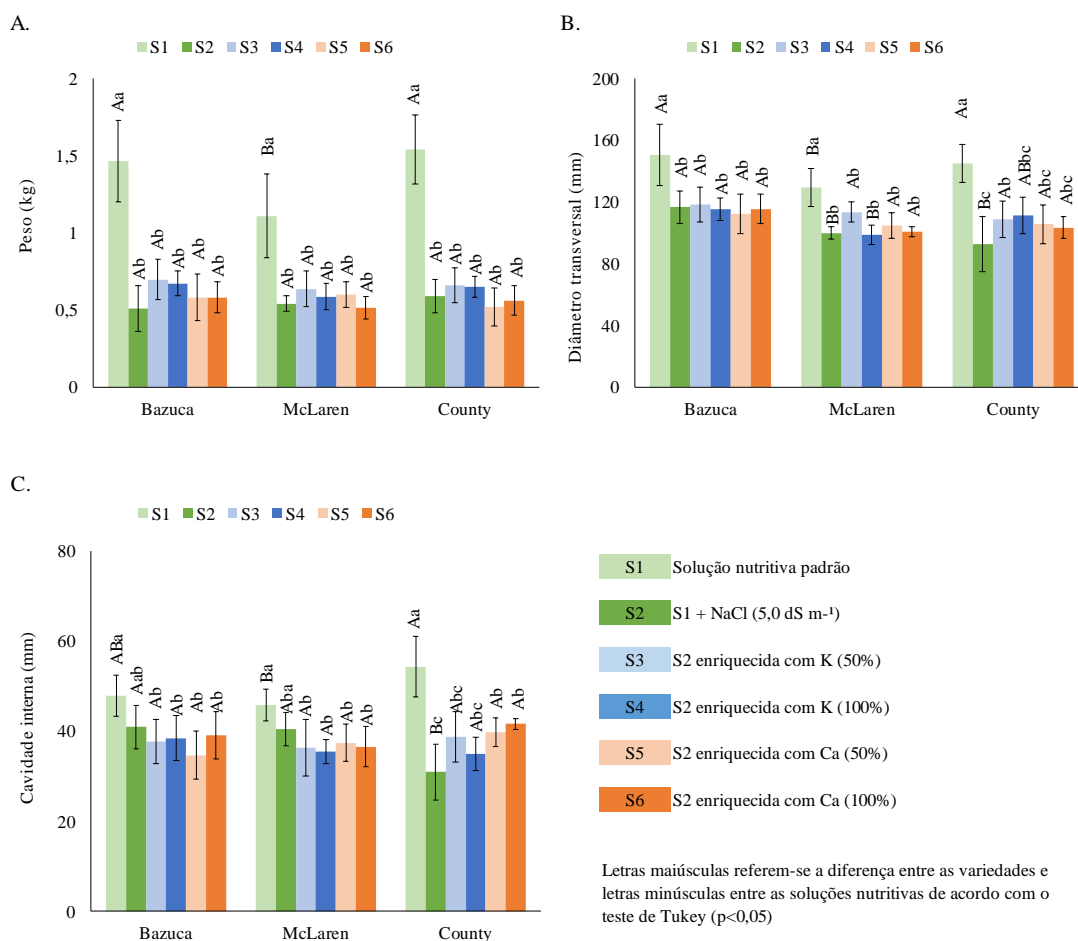 A.
S1 S2 S3 S4 S5 S6
Peso (kg)
2
1,5
1
0,5
0
Aa Ab Ab Ab Ab Ab
Ba Ab Ab Ab Ab Ab
Aa Ab Ab Ab Ab Ab
Bazuca McLaren County
B.
S1 S2 S3 S4 S5 S6
Diâmetro transversal (mm)
200
160
120
80
40
0
Aa Ab Ab Ab Ab Ab
Ba Bb Ab Bb Ab Ab
Aa Bc Ab ABbc Abc Abc
Bazuca McLaren County
C.
S1 S2 S3 S4 S5 S6
Cavidade interna (mm)
80
60
40
20
0
ABa Aab Ab Ab Ab Ab
Ba Aba Ab Ab Ab Ab
Aa Bc Abc Abc Ab Ab
Bazuca McLaren County
S1 Solução nutritiva padrão
S2 S1 + NaCl (5,0 dS m-¹)
S3 S2 enriquecida com K (50%)
S4 S2 enriquecida com K (100%)
S5 S2 enriquecida com Ca (50%)
S6 S2 enriquecida com Ca (100%)
Letras maiúsculas referem-se a diferença entre as variedades e
letras minúsculas entre as soluções nutritivas de acordo com o
teste de Tukey (p<0,05)